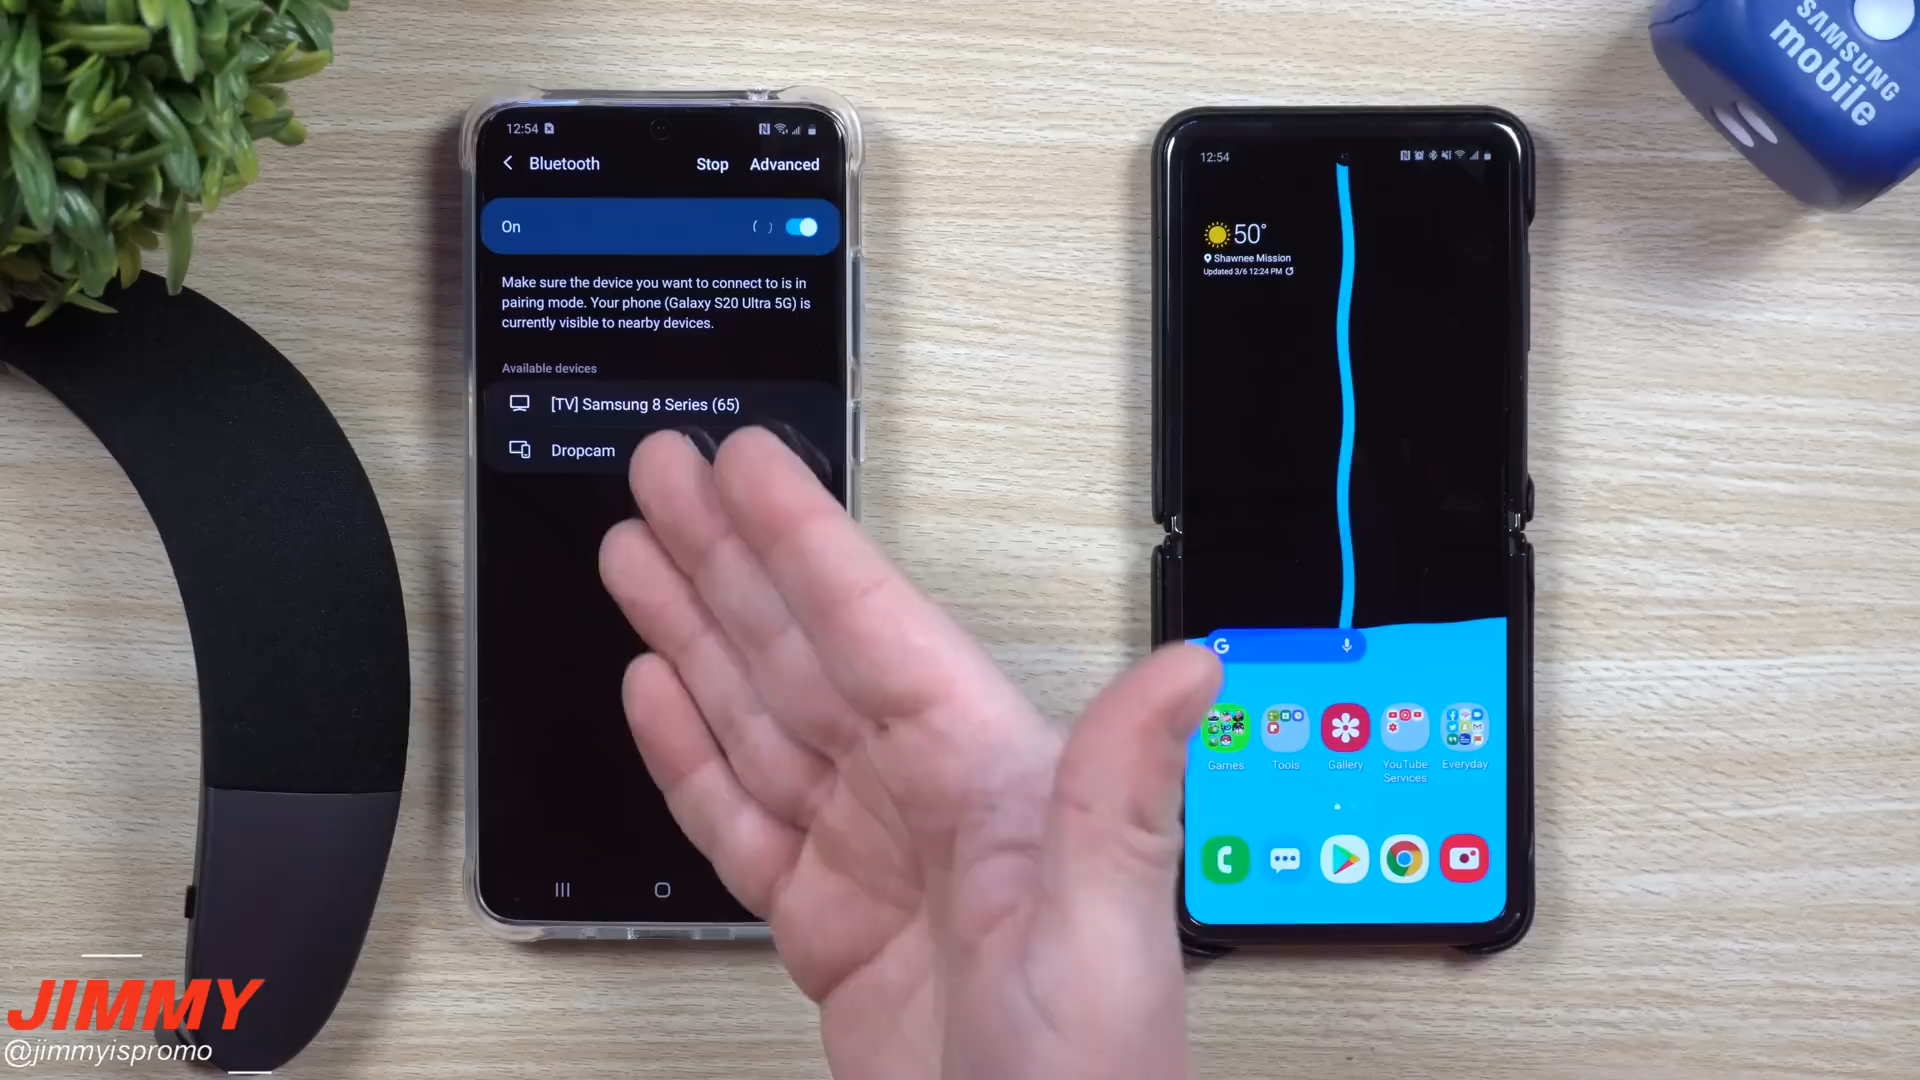 SAMSUNG
mobile
12:54
Bluetooth
Stop
Advanced
On
Make sure the device you want to connect to is in
pairing mode. Your phone (Galaxy S20 Ultra 5G) is
currently visible to nearby devices.
Available devices
[TV] Samsung 8 Series (65)
Dropcam
12:54
50°
Shawnee Mission
Updated 3/6 12:24 PM
G
Games
Tools
Gallery
YouTube
Services
Everyday
JIMMY
@jimmyispromo